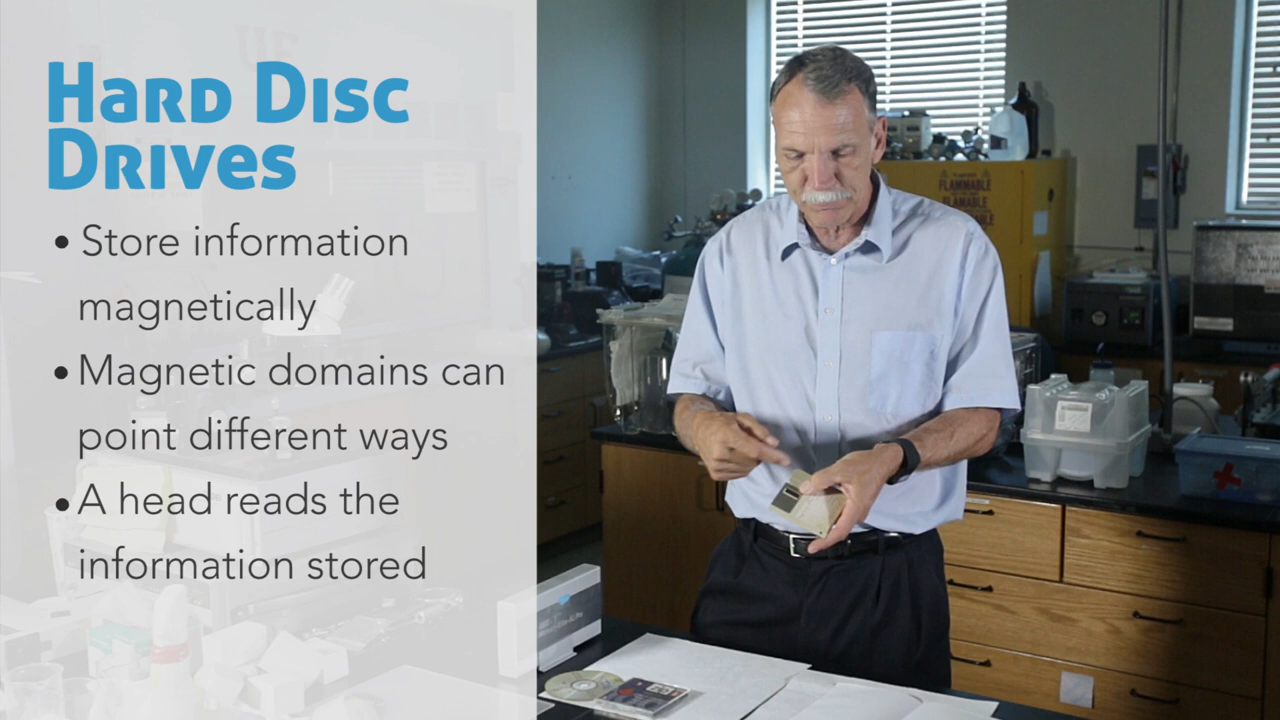 Hard Disc
Drives
• Store information
magnetically
• Magnetic domains can
point different ways
• A head reads the
information stored
FLAMMABLE